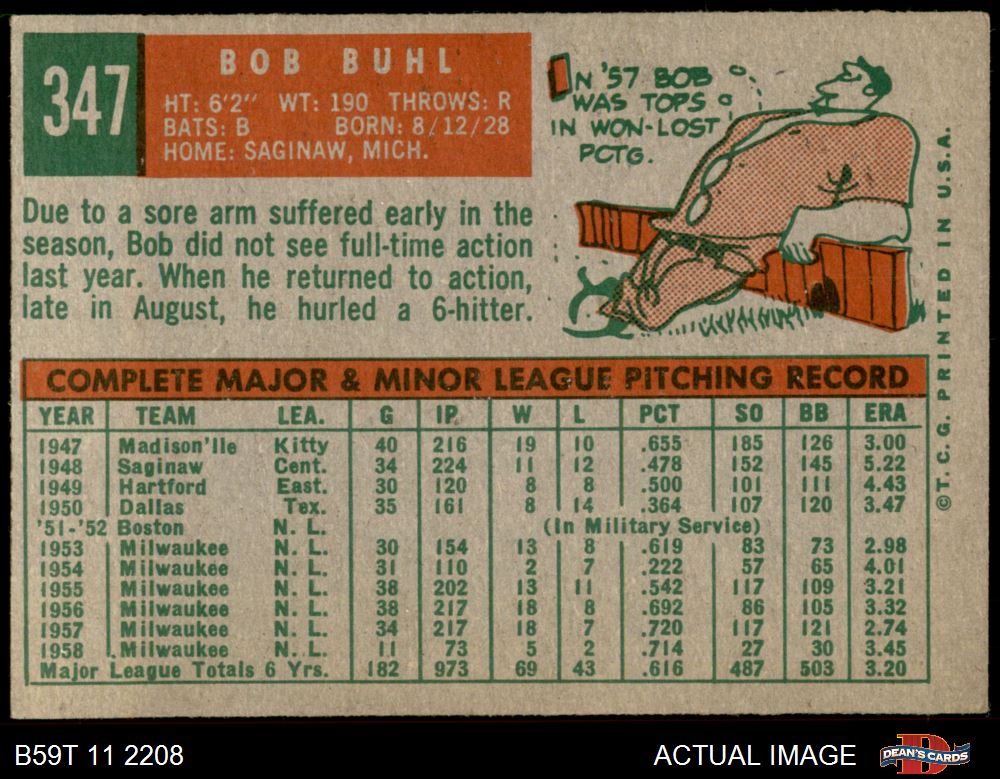 347
BOB BUHL
HT: 6'2" WT: 190 THROWS: R
BATS: B BORN: 8/12/28
HOME: SAGINAW, MICH.
IN '57 BOB
WAS TOPS
IN WON-LOST
PCTG.
Due to a sore arm suffered early in the
season, Bob did not see full-time action
last year. When he returned to action,
late in August, he hurled a 6-hitter.
COMPLETE MAJOR & MINOR LEAGUE PITCHING RECORD
YEAR TEAM LEA. G IP. W L PCT SO BB ERA
1947 Madison'lle Kitty 40 216 19 10 .655 185 126 3.00
1948 Saginaw Cent. 34 224 11 12 .478 152 145 5.22
1949 Hartford East. 30 120 8 8 .500 101 111 4.43
1950 Dallas Tex. 35 161 8 14 .364 107 120 3.47
'51-'52 Boston N. L. (In Military Service)
1953 Milwaukee N. L. 30 154 13 8 .619 83 73 2.98
1954 Milwaukee N. L. 31 110 2 7 .222 57 65 4.01
1955 Milwaukee N. L. 38 202 13 11 .542 117 109 3.21
1956 Milwaukee N. L. 38 217 18 8 .692 86 105 3.32
1957 Milwaukee N. L. 34 217 18 7 .720 117 121 2.74
1958 Milwaukee N. L. 11 73 5 2 .714 27 30 3.45
Major League Totals 6 Yrs. 182 973 69 43 .616 487 503 3.20
©T. C. G. PRINTED IN U.S.A.
B59T 11 2208
ACTUAL IMAGE
DEAN'S CARDS